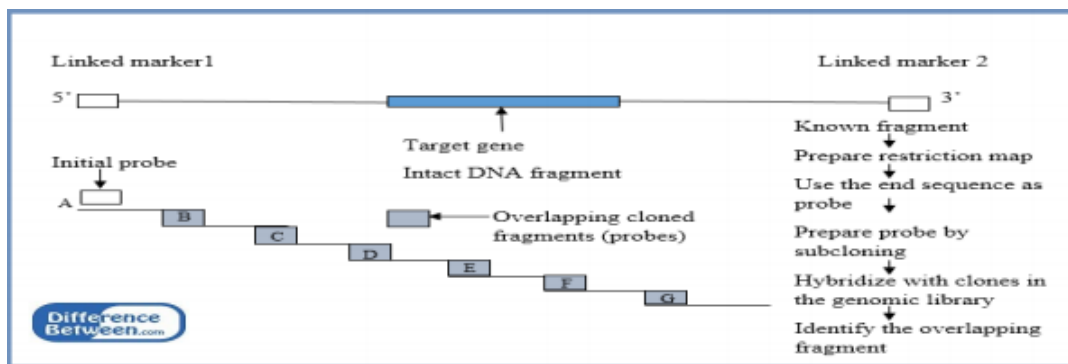 Linked marker1
Linked marker 2
5'
3'
Target gene
Intact DNA fragment
Initial probe
A
B
C
D
E
F
G
Overlapping cloned
fragments (probes)
Known fragment
Prepare restriction map
Use the end sequence as
probe
Prepare probe by
subcloning
Hybridize with clones in
the genomic library
Identify the overlapping
fragment
Difference
Between.com